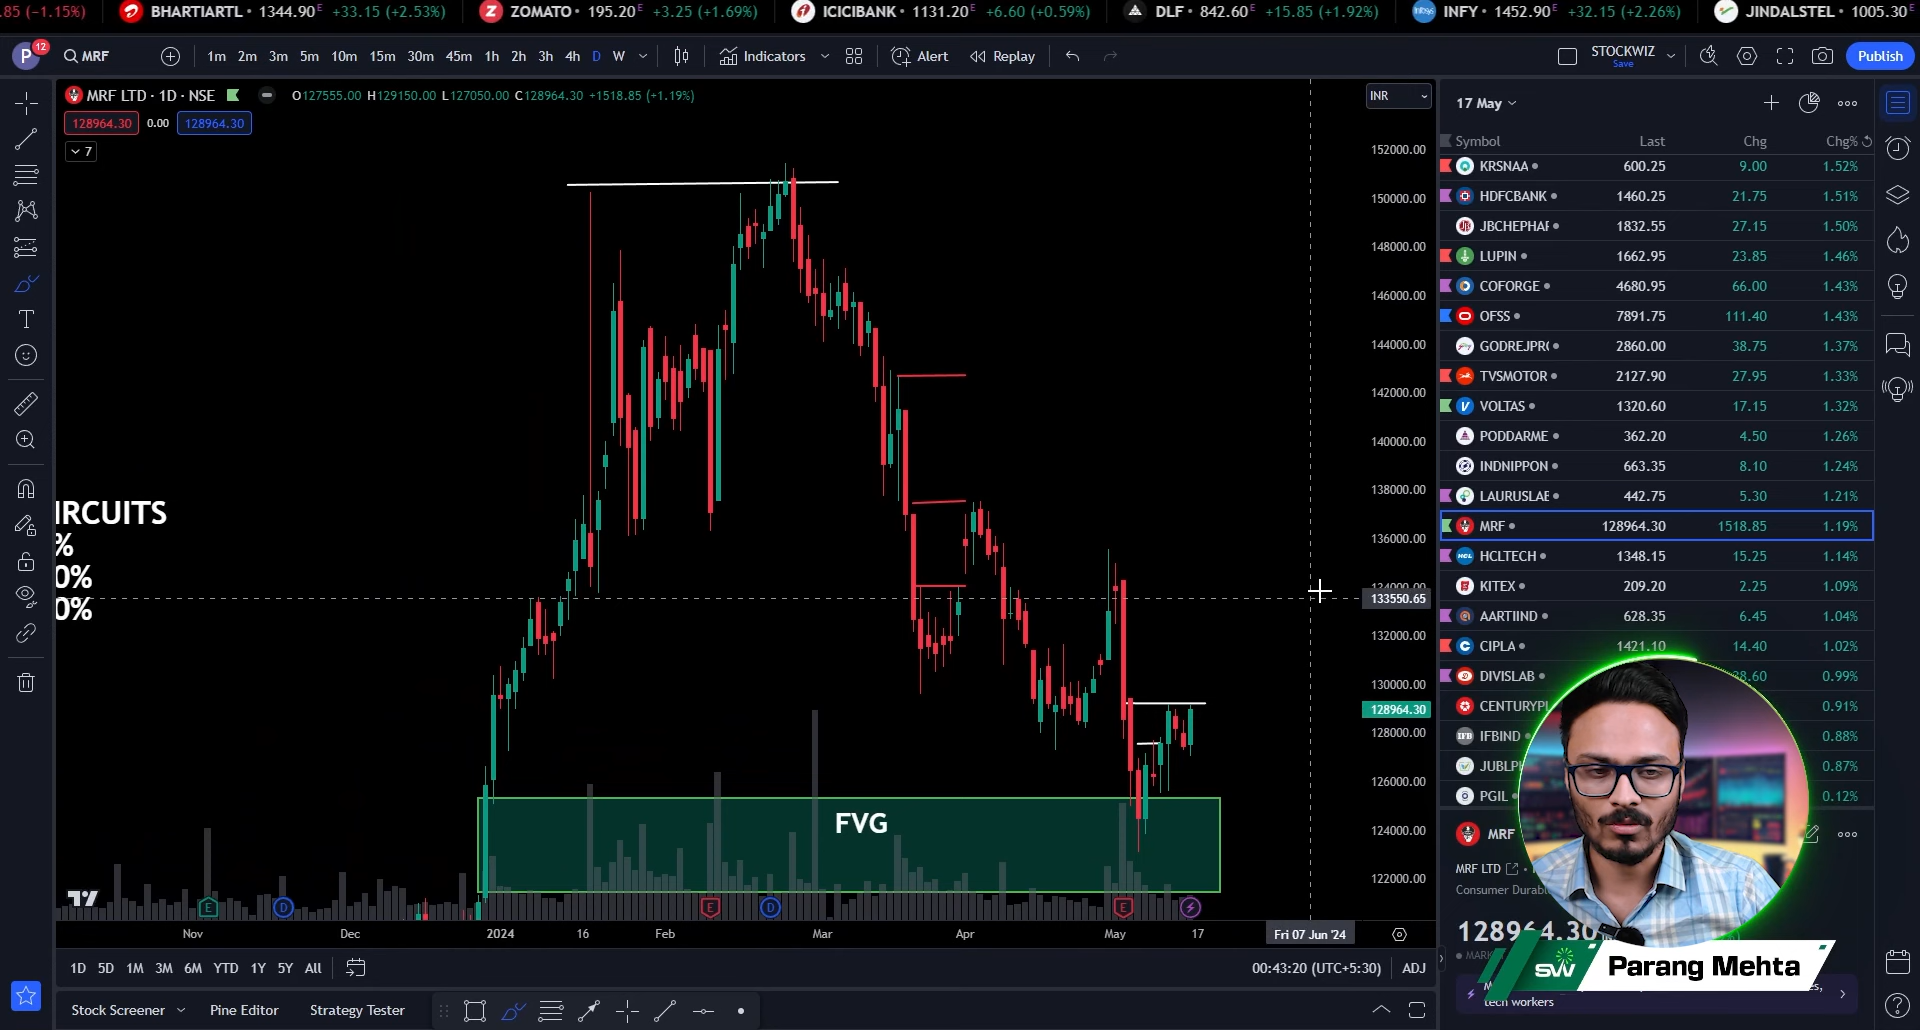 .85 (−1.15%) BHARTIARTL • 1344.90 E +33.15 (+2.53%) ZOMATO • 195.20 E +3.25 (+1.69%) ICICIBANK • 1131.20 E +6.60 (+0.59%) DLF • 842.60 E +15.85 (+1.92%) INFY • 1452.90 E +32.15 (+2.26%) JINDALSTEL • 1005.30 E
P 12 MRF 1m 2m 3m 5m 10m 15m 30m 45m 1h 2h 3h 4h D W Indicators Alert Replay STOCKWIZ Save Publish
MRF LTD · 1D · NSE O127555.00 H129150.00 L127050.00 C128964.30 +1518.85 (+1.19%) INR
128964.30 0.00 128964.30
7
152000.00
150000.00
148000.00
146000.00
144000.00
142000.00
140000.00
138000.00
136000.00
134000.00
133550.65
132000.00
130000.00
128964.30
128000.00
126000.00
124000.00
122000.00
IRCUITS
%
0%
0%
FVG
E D E D E
Nov Dec 2024 16 Feb Mar Apr May 17 Fri 07 Jun '24
1D 5D 1M 3M 6M YTD 1Y 5Y All 00:43:20 (UTC+5:30) ADJ
Stock Screener Pine Editor Strategy Tester
17 May
Symbol Last Chg Chg%
KRSNAA 600.25 9.00 1.52%
HDFCBANK 1460.25 21.75 1.51%
JBCHEPHAR 1832.55 27.15 1.50%
LUPIN 1662.95 23.85 1.46%
COFORGE 4680.95 66.00 1.43%
OFSS 7891.75 111.40 1.43%
GODREJPR 2860.00 38.75 1.37%
TVSMOTOR 2127.90 27.95 1.33%
VOLTAS 1320.60 17.15 1.32%
PODDARME 362.20 4.50 1.26%
INDNIPPON 663.35 8.10 1.24%
LAURUSLAB 442.75 5.30 1.21%
MRF 128964.30 1518.85 1.19%
HCLTECH 1348.15 15.25 1.14%
KITEX 209.20 2.25 1.09%
AARTIIND 628.35 6.45 1.04%
CIPLA 1421.10 14.40 1.02%
DIVISLAB 8.60 0.99%
CENTURYPL 0.91%
IFBIND 0.88%
JUBLPH 0.87%
PGIL 0.12%
MRF
MRF LTD
Consumer Durabl
128964.30
MARK
SW Parang Mehta
tech workers